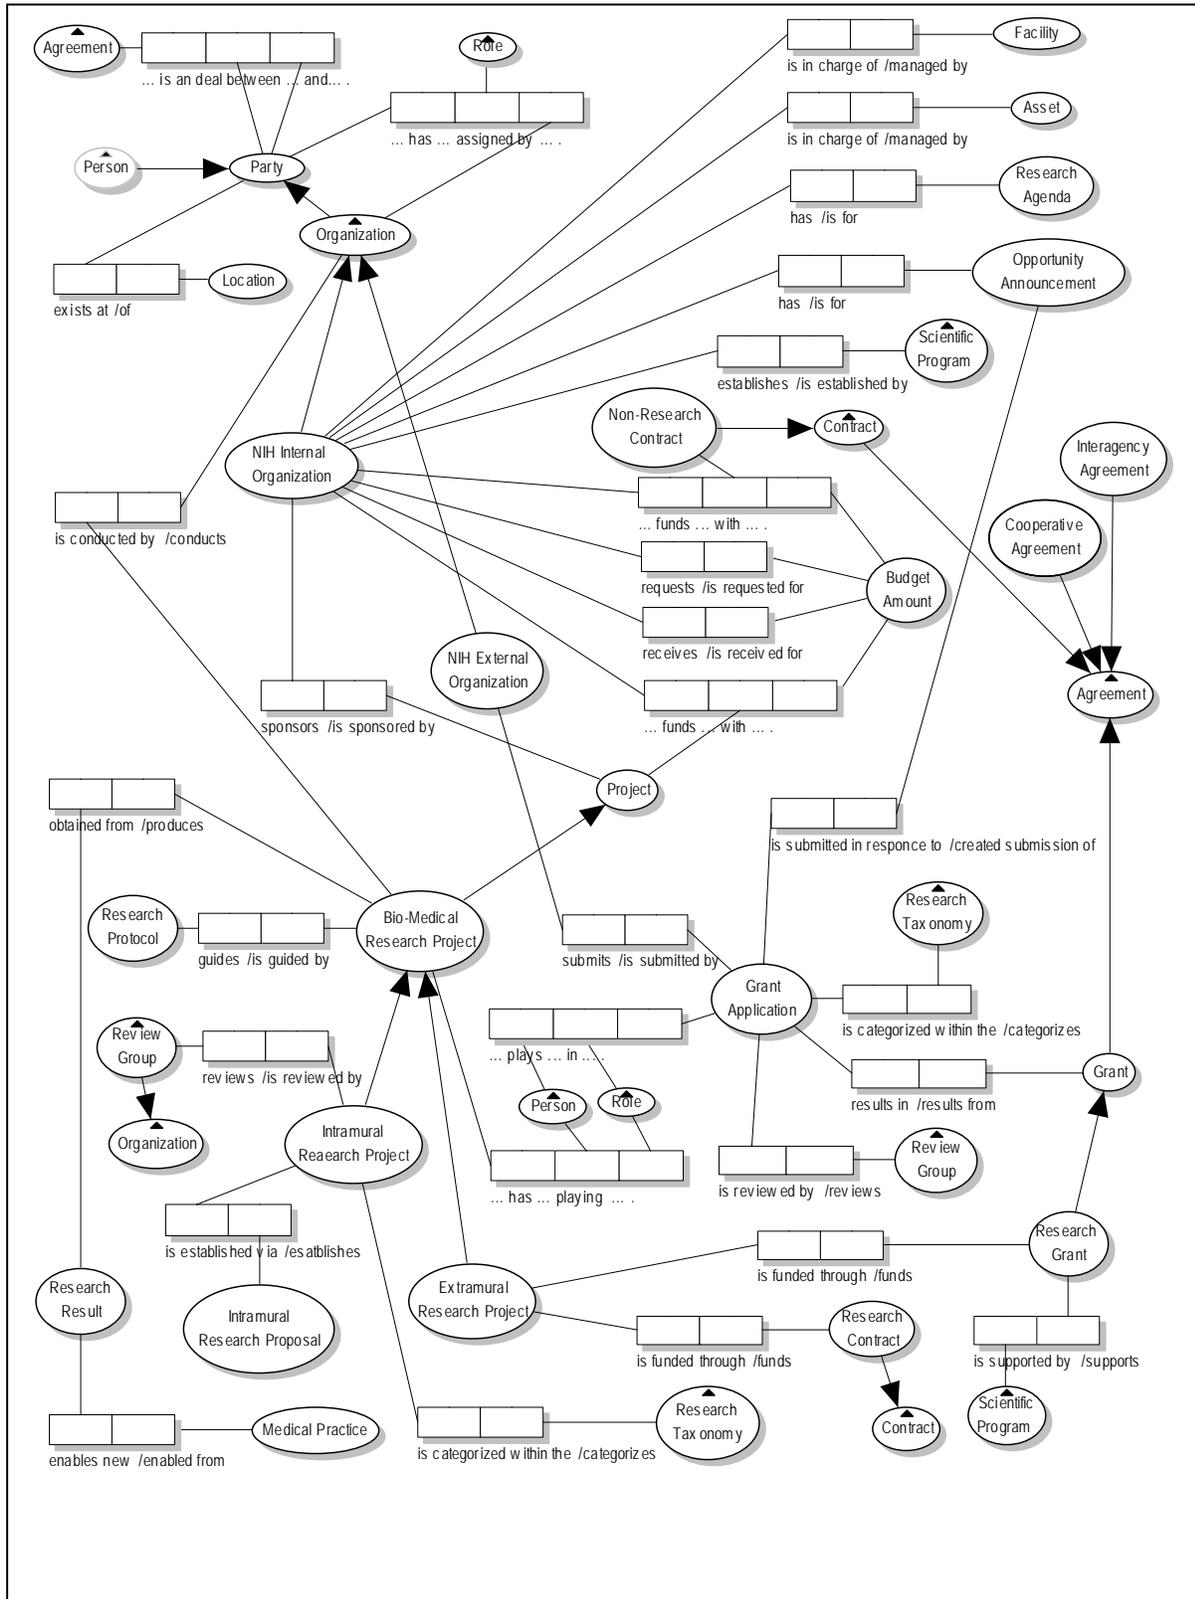 Agreement
... is an deal between ... and... .
Role
... has ... assigned by ... .
Person
Party
Organization
exists at /of
Location
is in charge of /managed by
Facility
is in charge of /managed by
Asset
has /is for
Research
Agenda
has /is for
Opportunity
Announcement
establishes /is established by
Scientific
Program
Non-Research
Contract
Contract
Interagency
Agreement
Cooperative
Agreement
NIH Internal
Organization
is conducted by /conducts
... funds ... with ... .
requests /is requested for
Budget
Amount
receives /is received for
NIH External
Organization
sponsors /is sponsored by
... funds ... with ... .
Agreement
Project
obtained from /produces
is submitted in responce to /created submission of
Research
Protocol
guides /is guided by
Bio-Medical
Research Project
submits /is submitted by
Research
Taxonomy
Grant
Application
is categorized within the /categorizes
Review
Group
reviews /is reviewed by
... plays ... in ... .
Person
Role
results in /results from
Grant
Organization
Intramural
Reaearch Project
... has ... playing ... .
is reviewed by /reviews
Review
Group
is established via /esatblishes
is funded through /funds
Research
Grant
Research
Result
Intramural
Research Proposal
Extramural
Research Project
is funded through /funds
Research
Contract
is supported by /supports
enables new /enabled from
Medical Practice
is categorized within the /categorizes
Research
Taxonomy
Contract
Scientific
Program